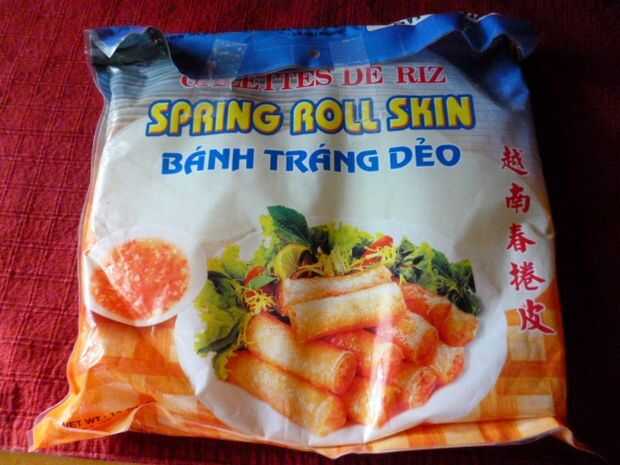 DE RIZ
SPRING ROLL SKIN
BÁNH TRÁNG DẺO
越南春捲皮
NET WT.